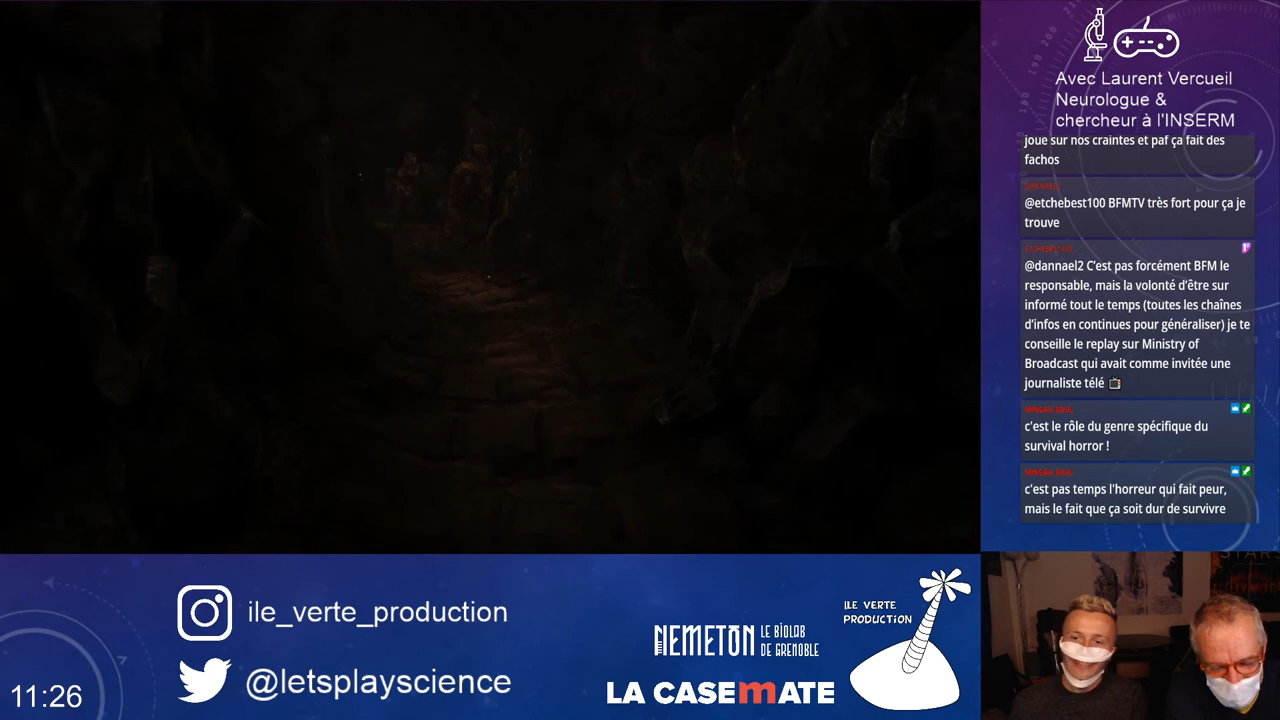 Avec Laurent Vercueil
Neurologue &
chercheur à l'INSERM
joue sur nos craintes et paf ça fait des
fachos
@etchebest100 BFMTV très fort pour ça je
trouve
@dannael2 C'est pas forcément BFM le
responsable, mais la volonté d'être sur
informé tout le temps (toutes les chaînes
d'infos en continues pour généraliser) je te
conseille le replay sur Ministry of
Broadcast qui avait comme invitée une
journaliste télé 📺
c'est le rôle du genre spécifique du
survival horror !
c'est pas temps l'horreur qui fait peur,
mais le fait que ça soit dur de survivre
ile_verte_production
@letsplayscience
11:26
NEMETON LE BIOLAB
DE GRENOBLE
LA CASEmATE
ILE VERTE
PRODUCTION